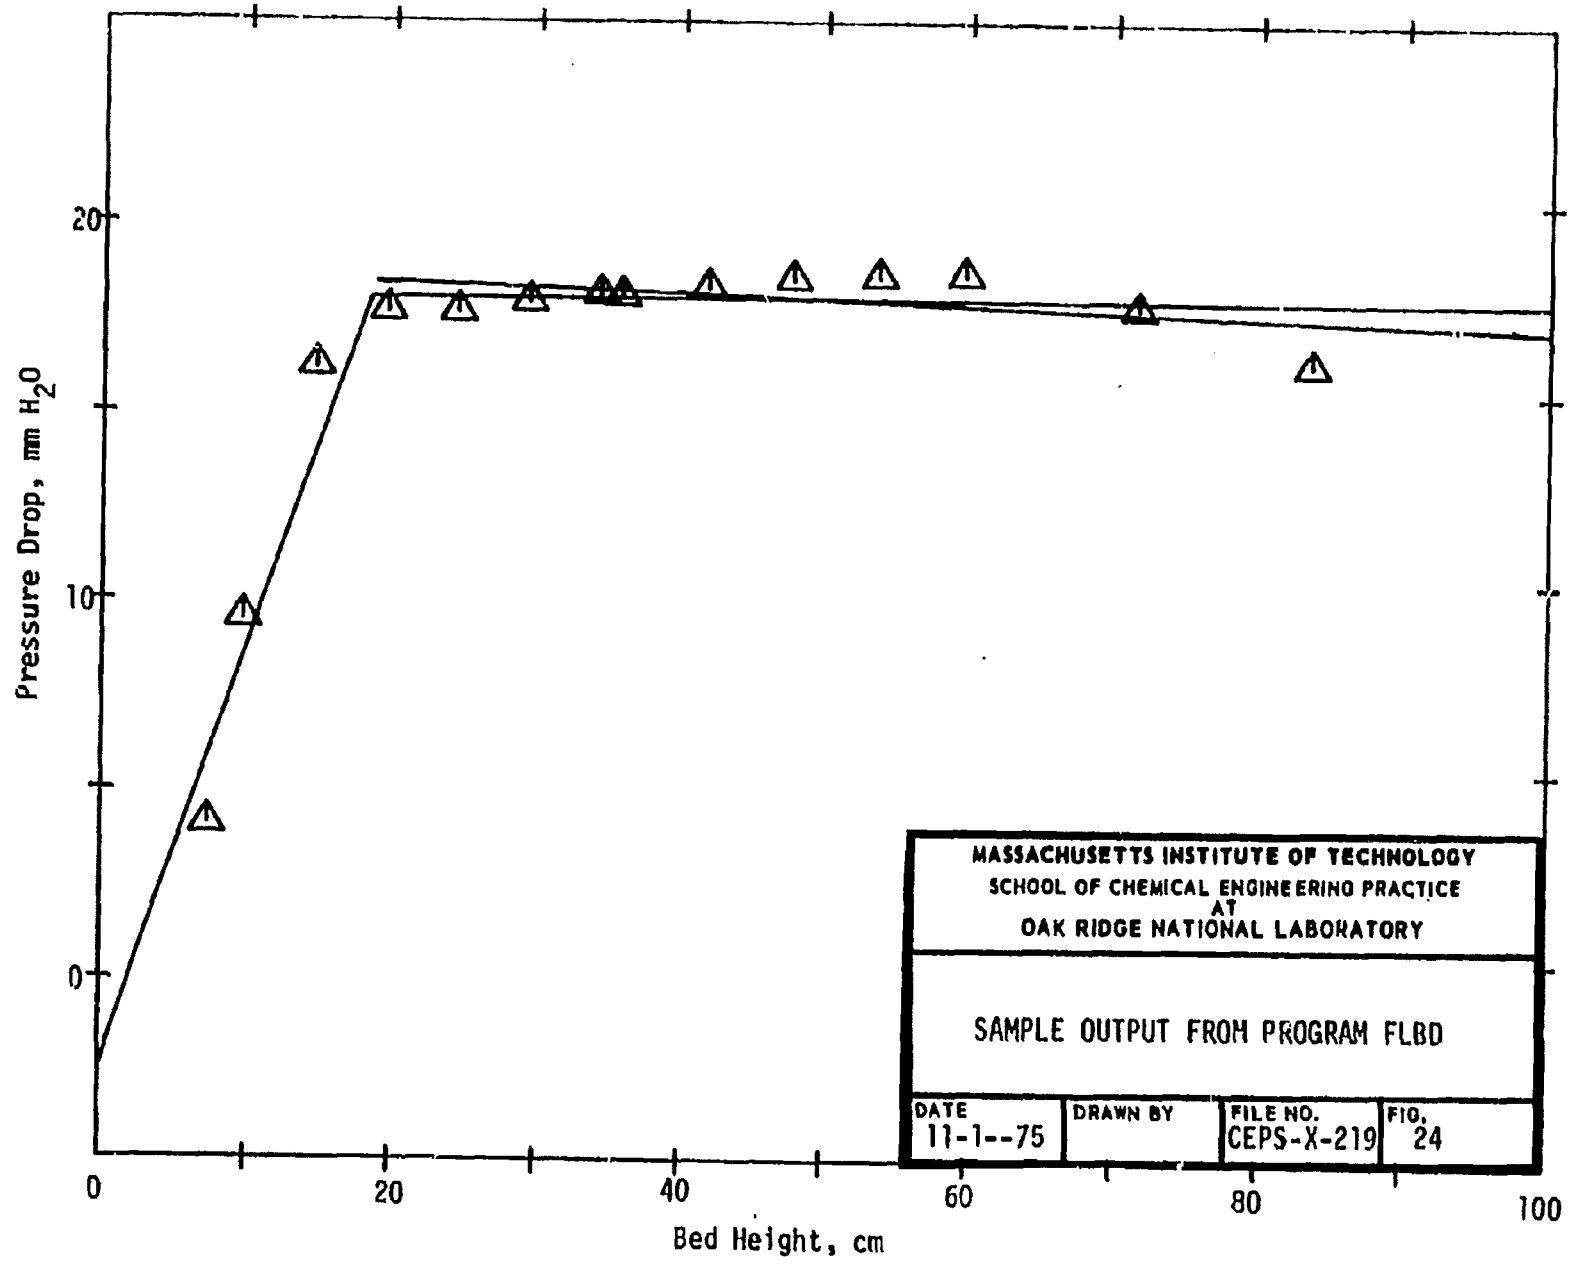 20
10
0
Pressure Drop, mm H2O
0
20
40
60
80
100
Bed Height, cm
MASSACHUSETTS INSTITUTE OF TECHNOLOGY
SCHOOL OF CHEMICAL ENGINEERING PRACTICE
AT
OAK RIDGE NATIONAL LABORATORY
SAMPLE OUTPUT FROM PROGRAM FLBD
DATE
11-1--75
DRAWN BY
FILE NO.
CEPS-X-219
FIG.
24